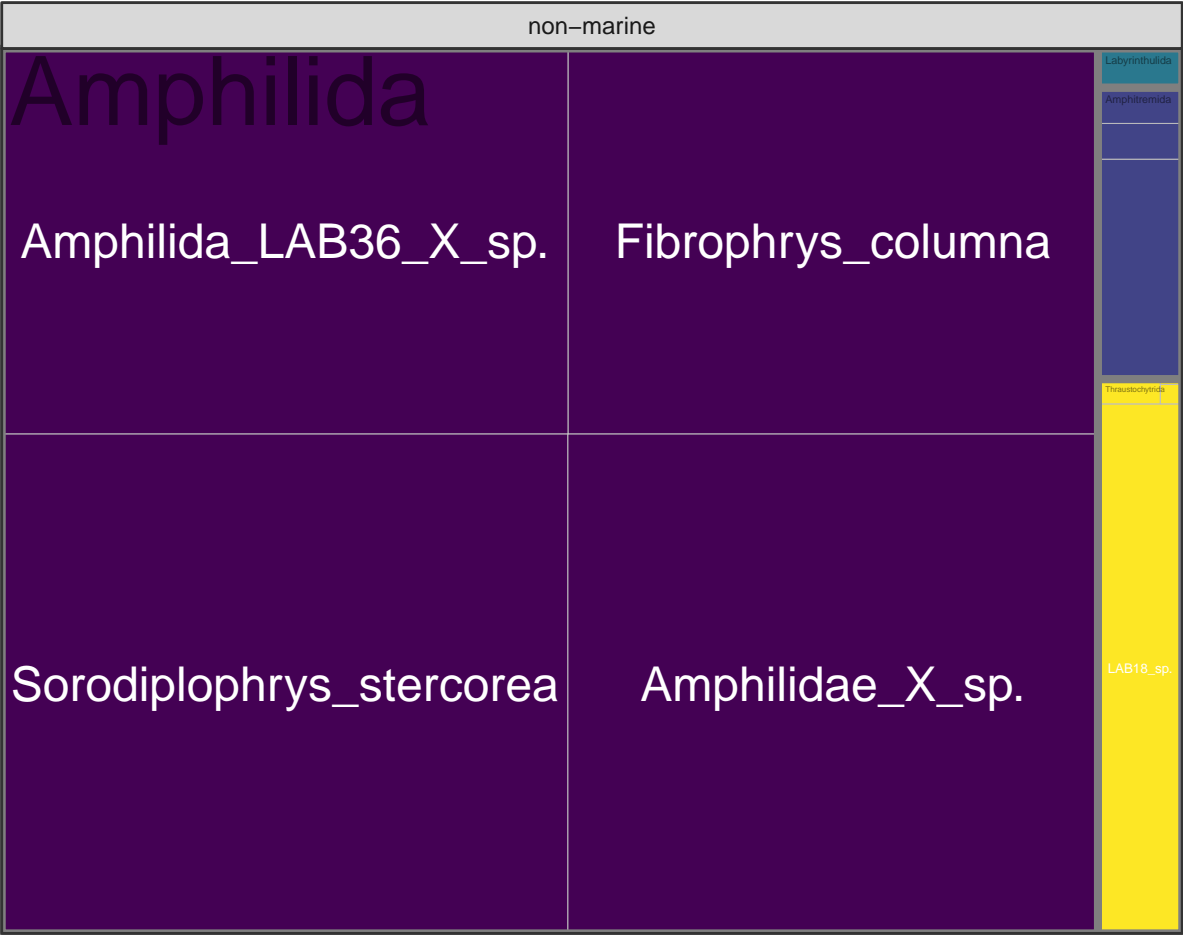 non−marine
Amphilida
Labyrinthulida
Amphitremida
Amphilida_LAB36_X_sp.
Fibrophrys_columna
Thraustochytrida
Sorodiplophrys_stercorea
Amphilidae_X_sp.
LAB18_sp.